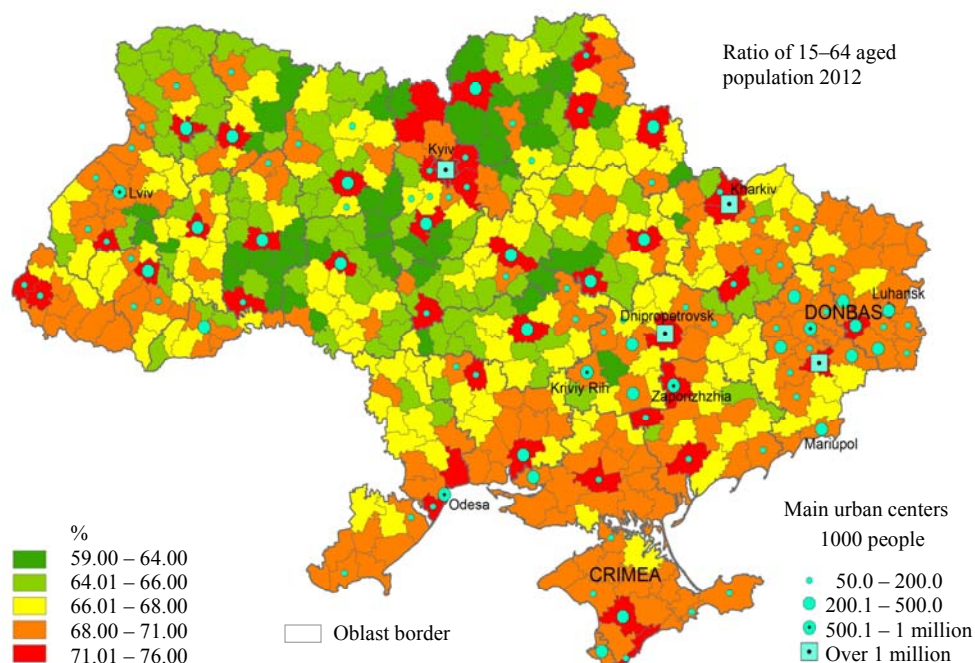 Ratio of 15–64 aged
population 2012
Kyiv
Lviv
Kharkiv
Luhansk
DONBAS
Dnipropetrovsk
Kriviy Rih
Zaporizhzhia
Mariupol
Odesa
CRIMEA
%
59.00 – 64.00
64.01 – 66.00
66.01 – 68.00
68.00 – 71.00
71.01 – 76.00
Oblast border
Main urban centers
1000 people
50.0 – 200.0
200.1 – 500.0
500.1 – 1 million
Over 1 million